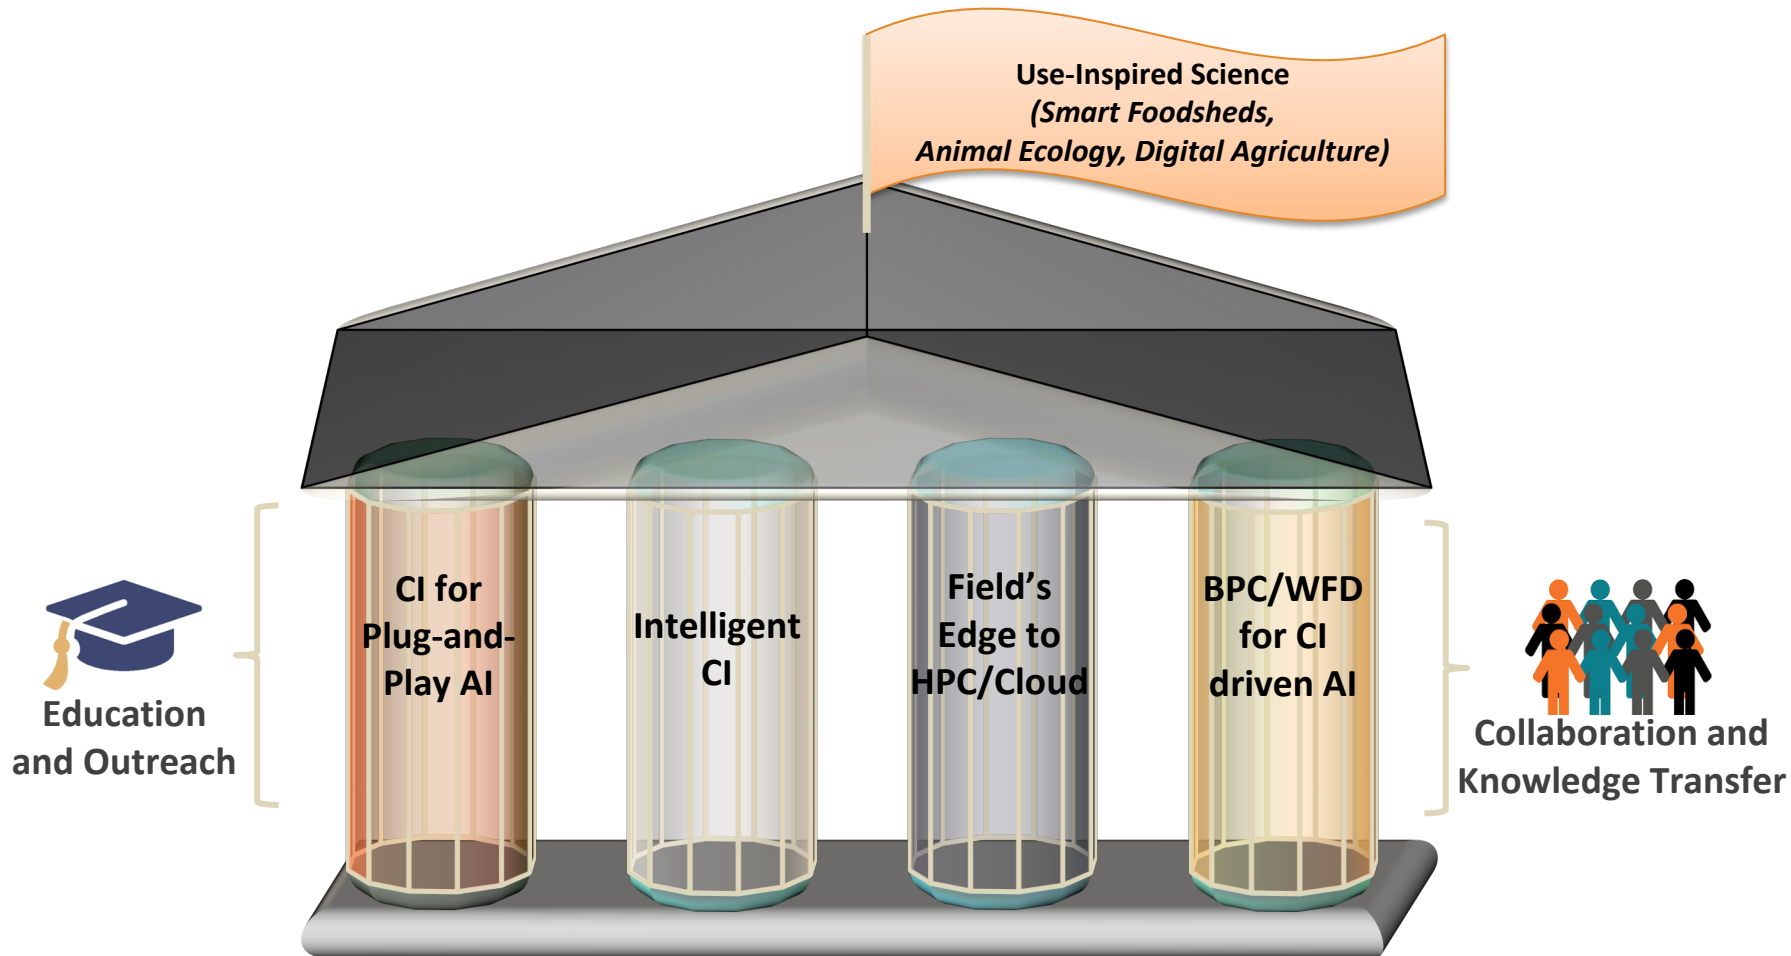 Use-Inspired Science
(Smart Foodsheds,
Animal Ecology, Digital Agriculture)
CI for
Plug-and-
Play AI
Intelligent
CI
Field’s
Edge to
HPC/Cloud
BPC/WFD
for CI
driven AI
Education
and Outreach
Collaboration and
Knowledge Transfer